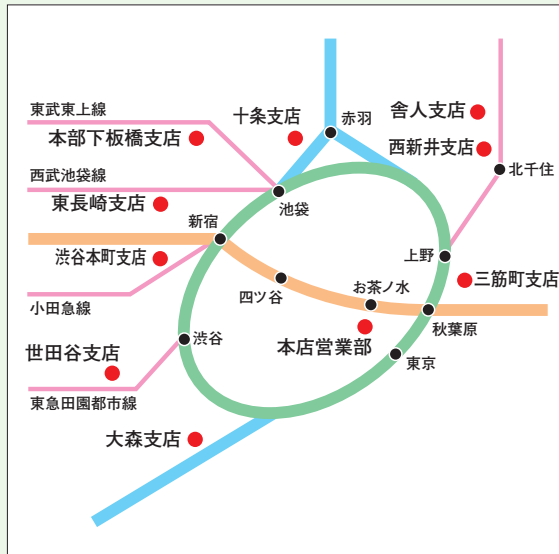 東武東上線
十条支店
赤羽
舎人支店
本部下板橋支店
西新井支店
西武池袋線
北千住
東長崎支店
池袋
新宿
渋谷本町支店
上野
四ツ谷
お茶ノ水
三筋町支店
小田急線
秋葉原
渋谷
本店営業部
世田谷支店
東京
東急田園都市線
大森支店